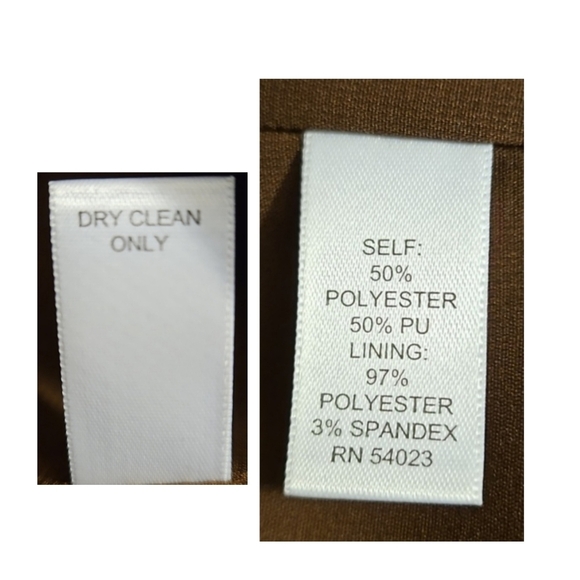 DRY CLEAN
ONLY
SELF:
50%
POLYESTER
50% PU
LINING:
97%
POLYESTER
3% SPANDEX
RN 54023